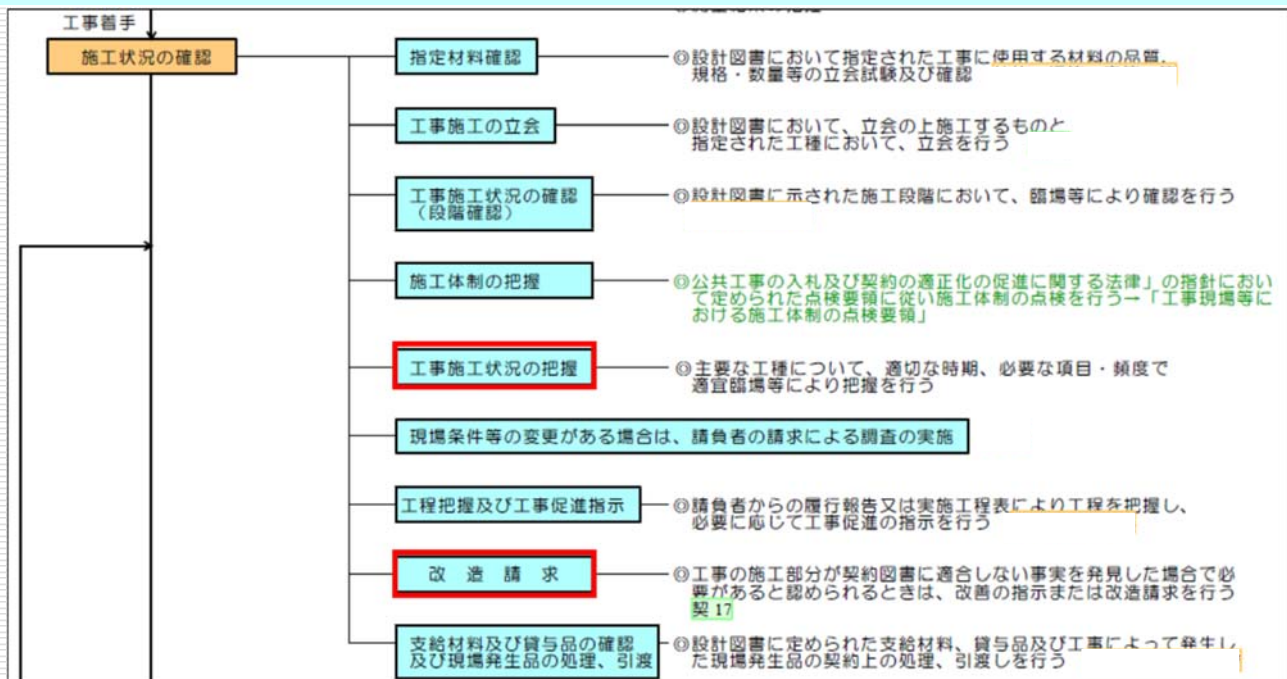 工事着手
施工状況の確認
指定材料確認
◎設計図書において指定された工事に使用する材料の品質、
規格・数量等の立会試験及び確認
工事施工の立会
◎設計図書において、立会の上施工するものと
指定された工種において、立会を行う
工事施工状況の確認
（段階確認）
◎設計図書に示された施工段階において、臨場等により確認を行う
施工体制の把握
◎公共工事の入札及び契約の適正化の促進に関する法律」の指針におい
て定められた点検要領に従い施工体制の点検を行う→「工事現場等に
おける施工体制の点検要領」
工事施工状況の把握
◎主要な工種について、適切な時期、必要な項目・頻度で
適宜臨場等により把握を行う
現場条件等の変更がある場合は、請負者の請求による調査の実施
工程把握及び工事促進指示
◎請負者からの履行報告又は実施工程表により工程を把握し、
必要に応じて工事促進の指示を行う
改造請求
◎工事の施工部分が契約図書に適合しない事実を発見した場合で必
要があると認められるときは、改善の指示または改造請求を行う
契 17
支給材料及び貸与品の確認
及び現場発生品の処理、引渡
◎設計図書に定められた支給材料、貸与品及び工事によって発生し
た現場発生品の契約上の処理、引渡しを行う